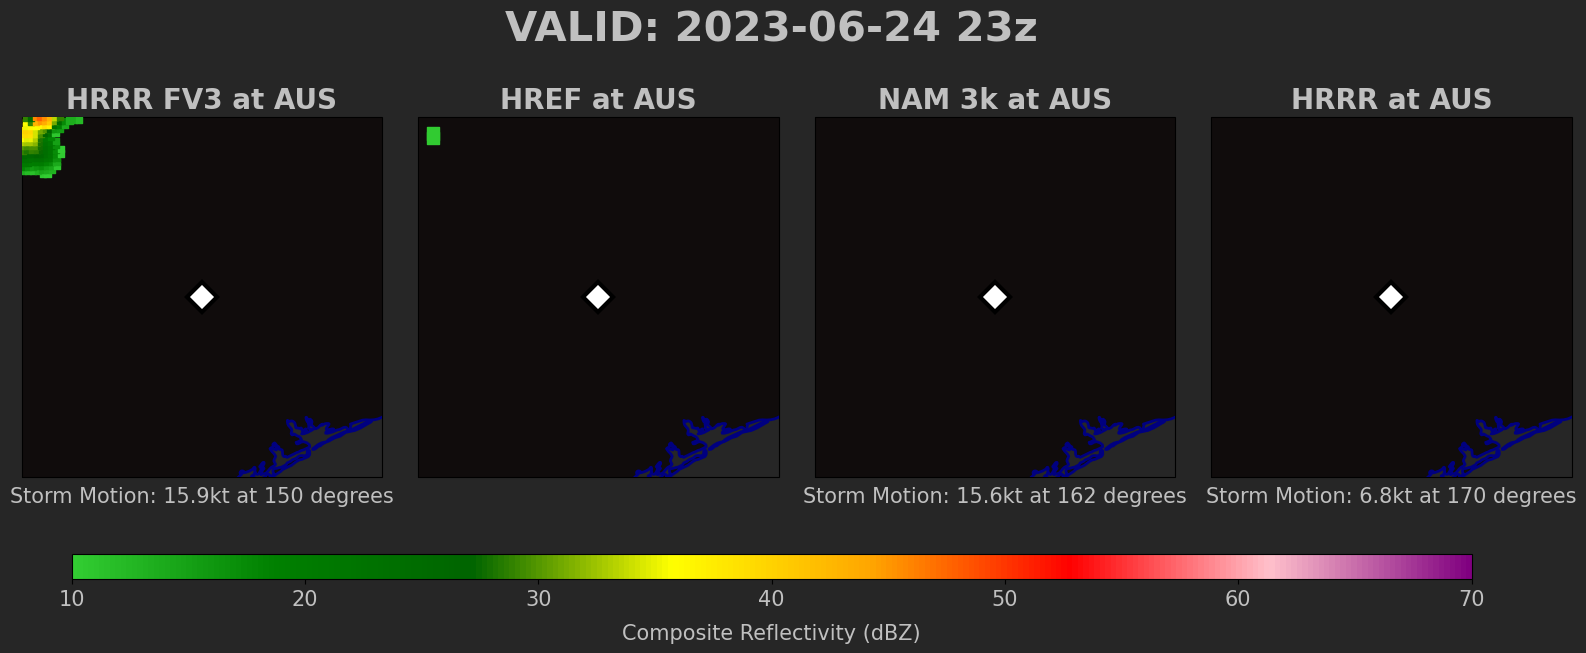 VALID: 2023-06-24 23z
HRRR FV3 at AUS
HREF at AUS
NAM 3k at AUS
HRRR at AUS
Storm Motion: 15.9kt at 150 degrees
Storm Motion: 15.6kt at 162 degrees
Storm Motion: 6.8kt at 170 degrees
10 20 30 40 50 60 70
Composite Reflectivity (dBZ)